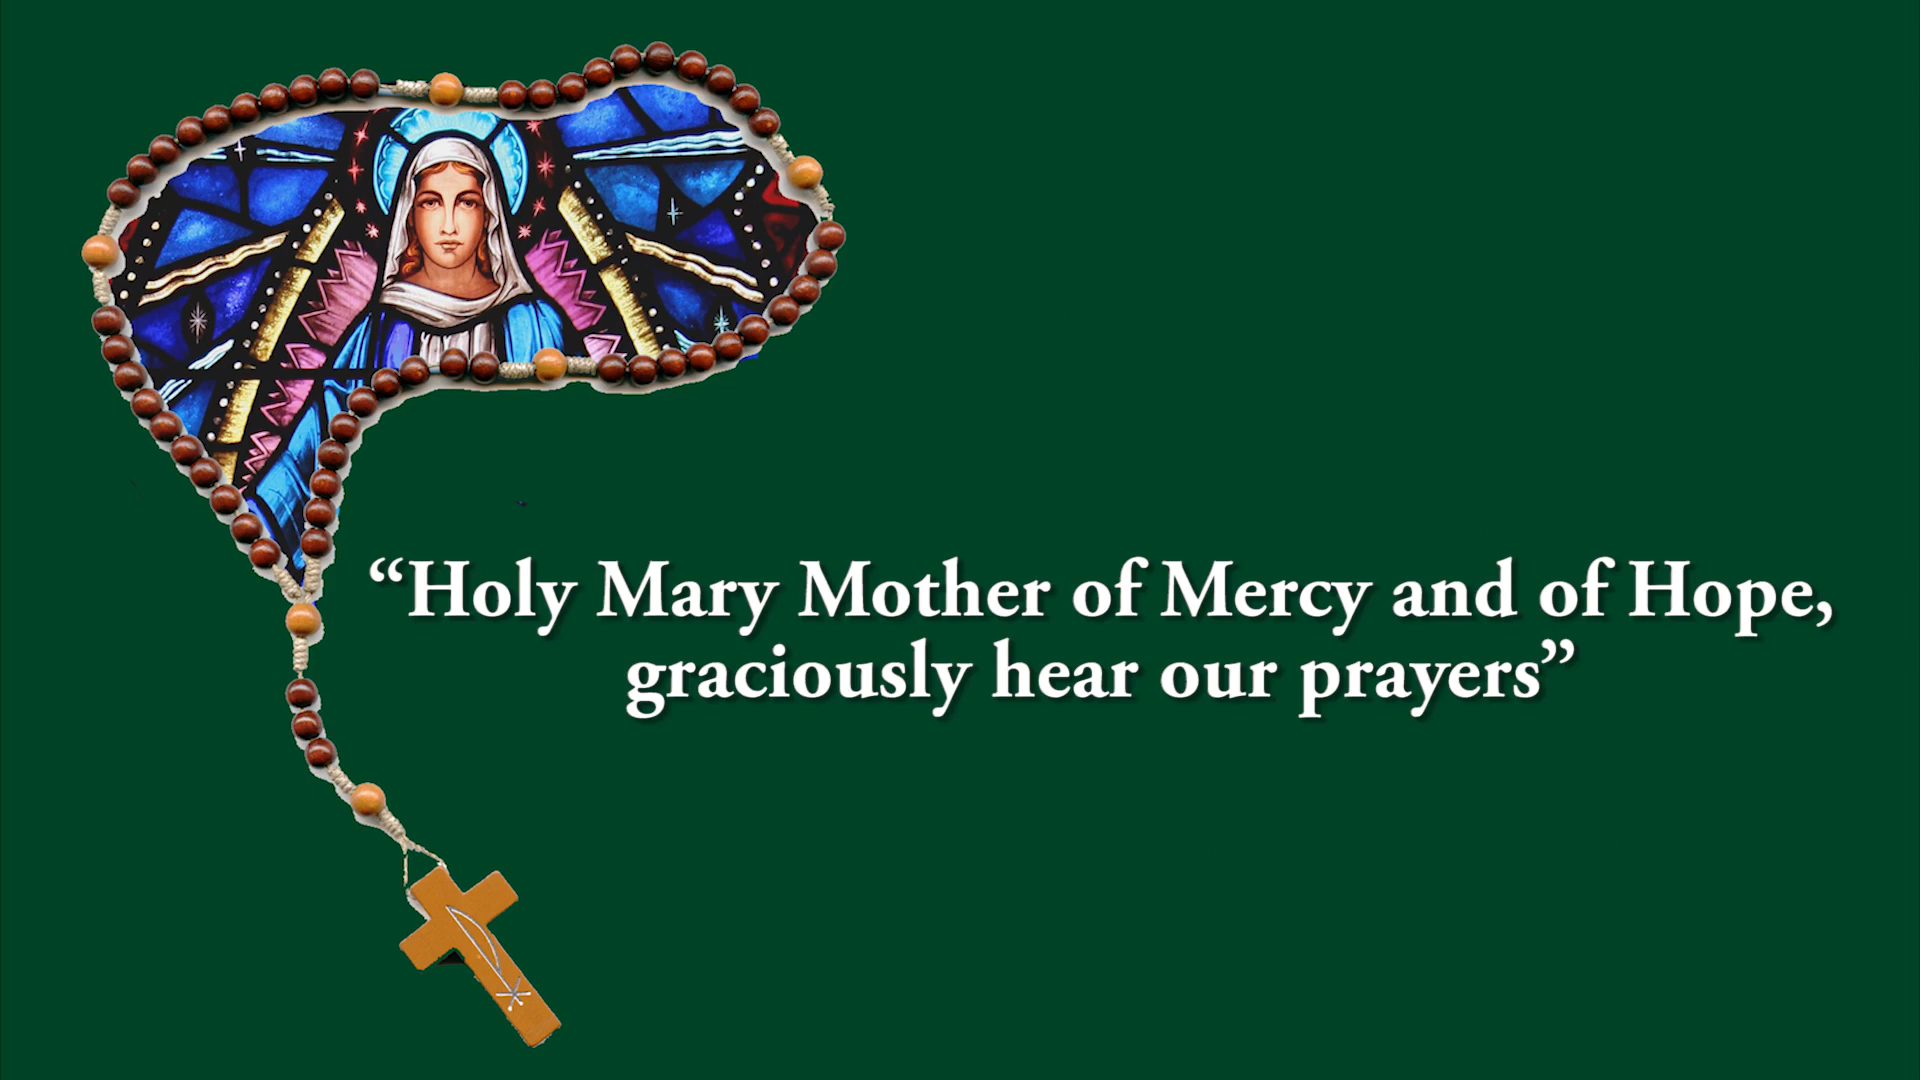 “Holy Mary Mother of Mercy and of Hope,
graciously hear our prayers”